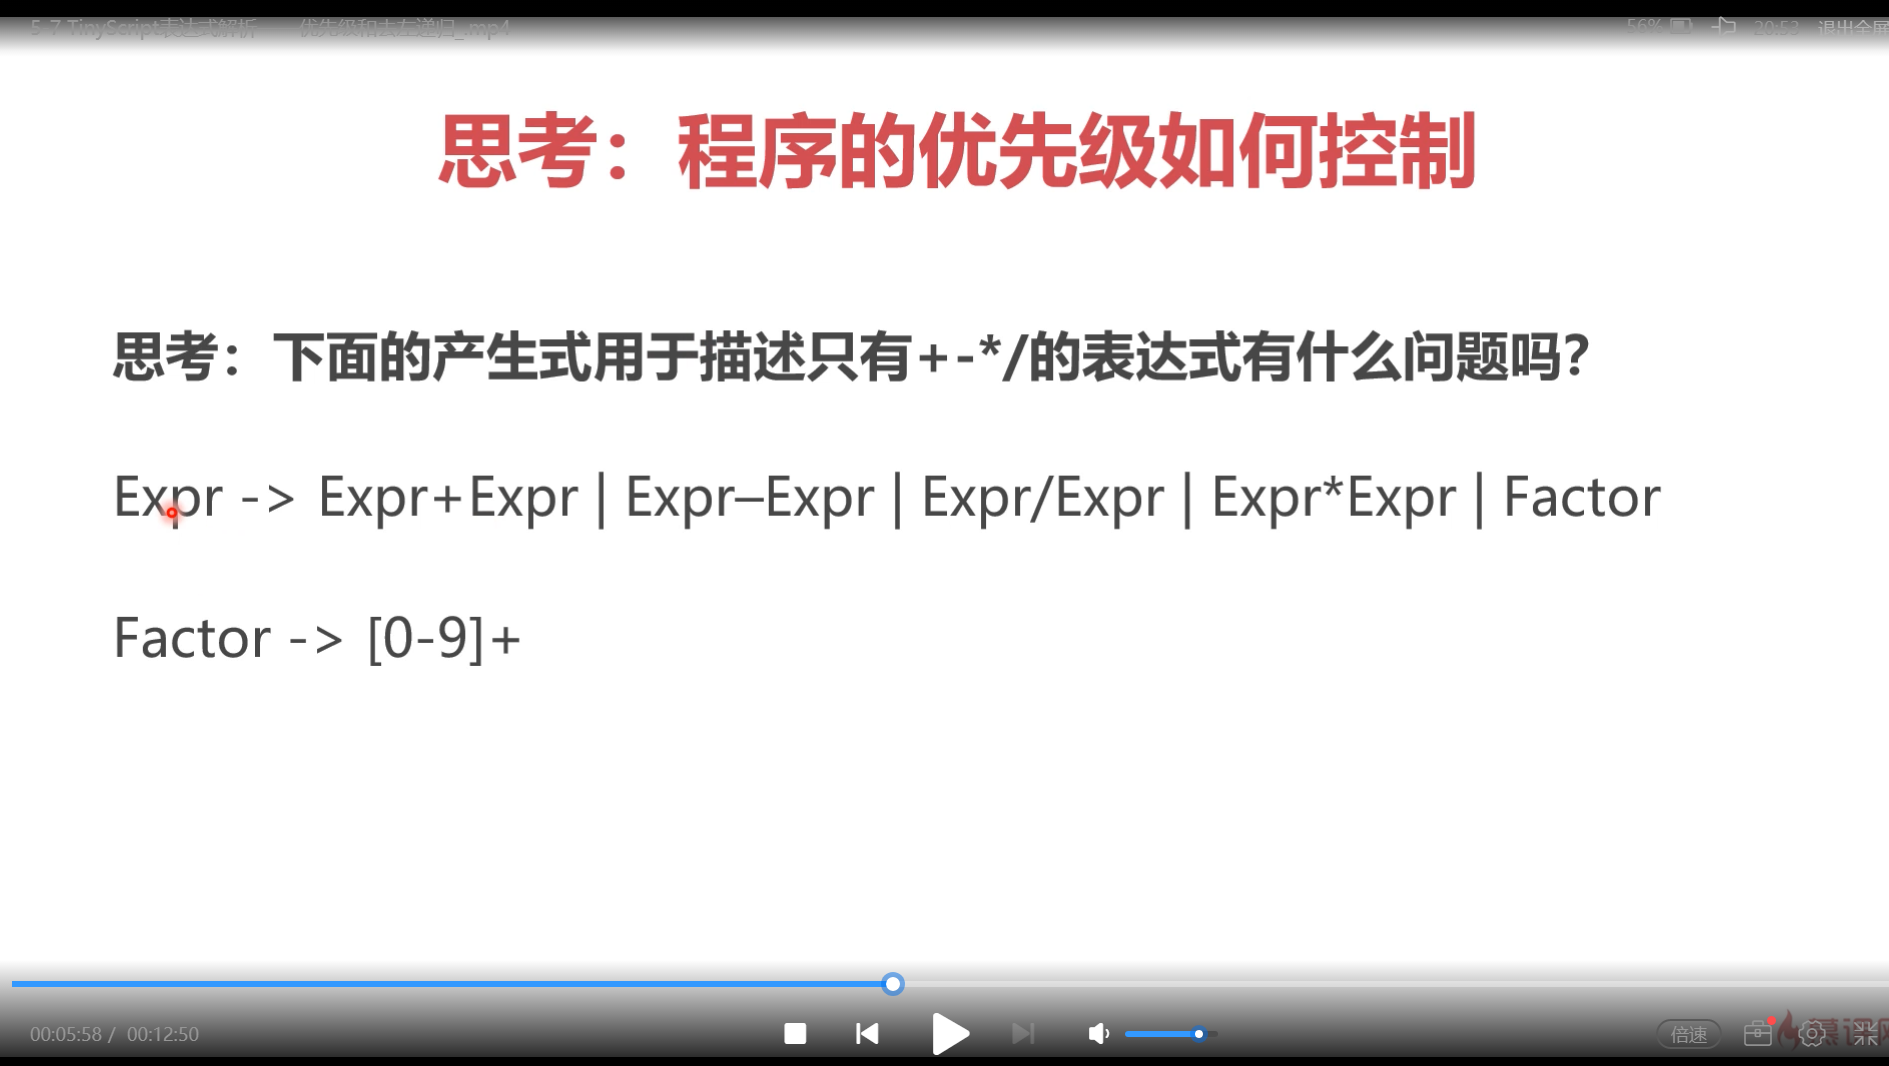 5-7 TinyScript表达式解析——优先级和去左递归_.mp4
56% 20:53 退出全屏
思考：程序的优先级如何控制
思考：下面的产生式用于描述只有+-*/的表达式有什么问题吗？
Expr -> Expr+Expr | Expr–Expr | Expr/Expr | Expr*Expr | Factor
Factor -> [0-9]+
00:05:58 / 00:12:50
倍速
慕课网